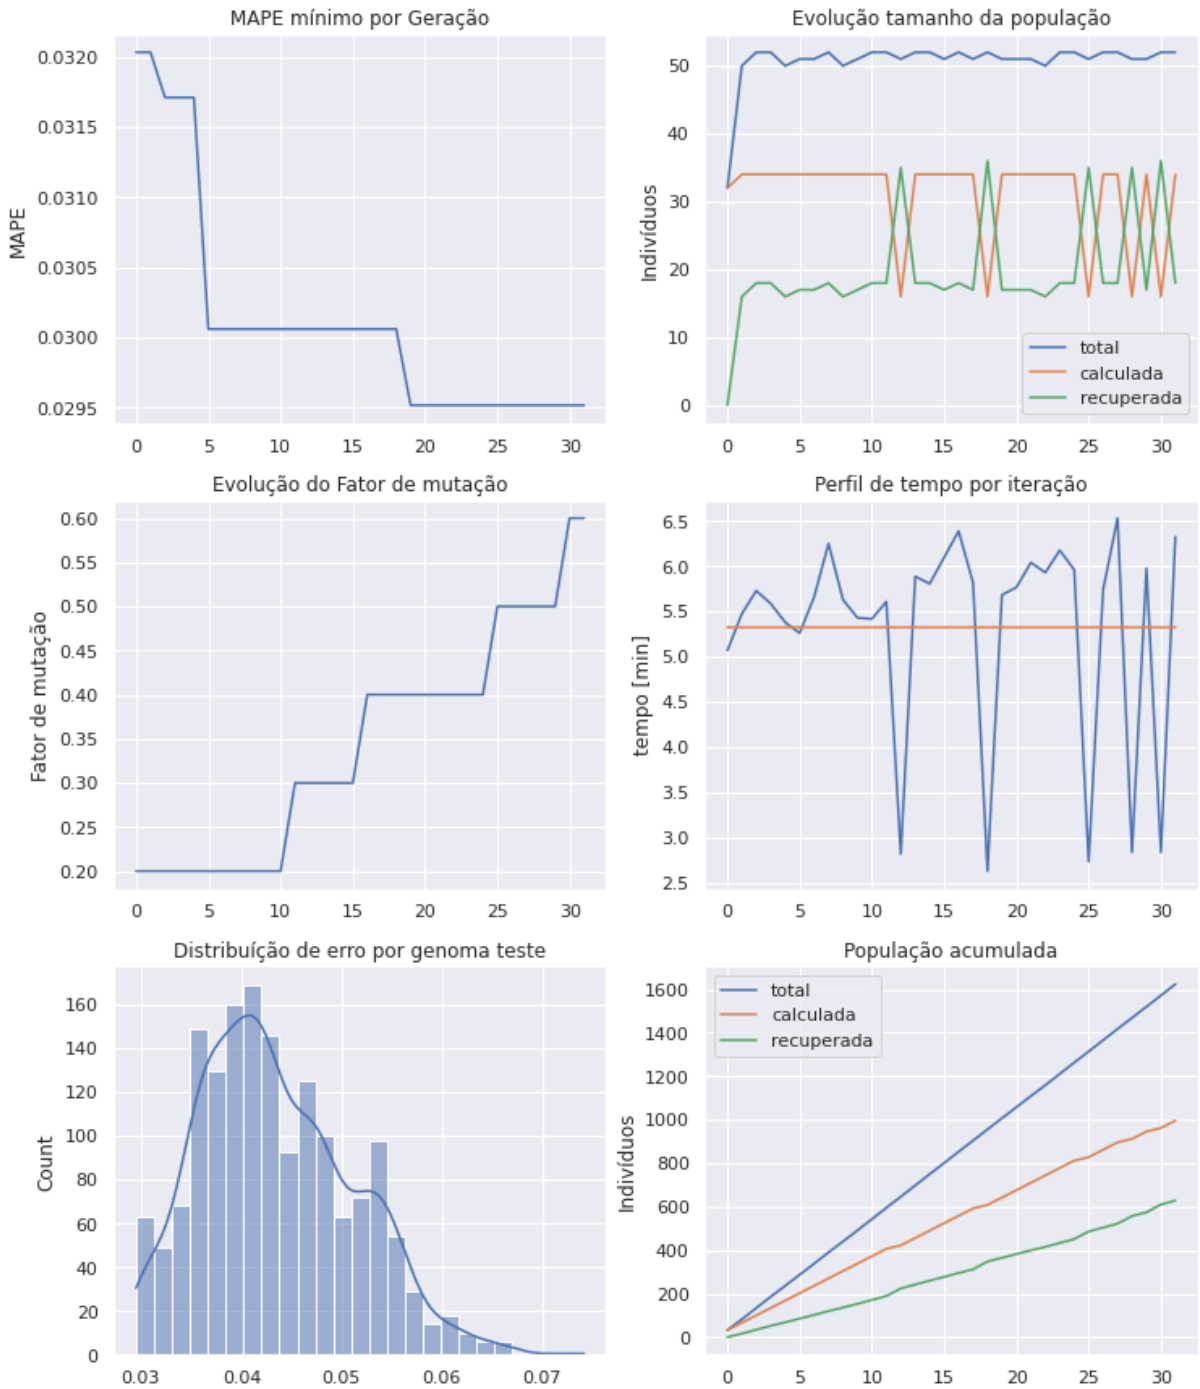 MAPE mínimo por Geração
MAPE
0.0320
0.0315
0.0310
0.0305
0.0300
0.0295
0 5 10 15 20 25 30
Evolução tamanho da população
Indivíduos
50
40
30
20
10
0
total
calculada
recuperada
0 5 10 15 20 25 30
Evolução do Fator de mutação
Fator de mutação
0.60
0.55
0.50
0.45
0.40
0.35
0.30
0.25
0.20
0 5 10 15 20 25 30
Perfil de tempo por iteração
tempo [min]
6.5
6.0
5.5
5.0
4.5
4.0
3.5
3.0
2.5
0 5 10 15 20 25 30
Distribuíção de erro por genoma teste
Count
160
140
120
100
80
60
40
20
0
0.03 0.04 0.05 0.06 0.07
População acumulada
Indivíduos
1600
1400
1200
1000
800
600
400
200
0
total
calculada
recuperada
0 5 10 15 20 25 30